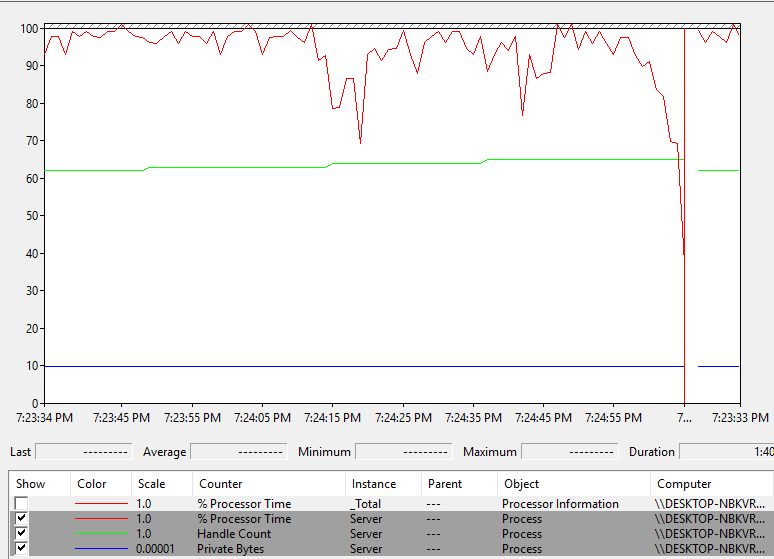 100
90
80
70
60
50
40
30
20
10
0
7:23:34 PM 7:23:45 PM 7:23:55 PM 7:24:05 PM 7:24:15 PM 7:24:25 PM 7:24:35 PM 7:24:45 PM 7:24:55 PM 7... 7:23:33 PM
Last --------- Average --------- Minimum --------- Maximum --------- Duration 1:40
Show Color Scale Counter Instance Parent Object Computer
1.0 % Processor Time _Total --- Processor Information \\DESKTOP-NBKVR...
1.0 % Processor Time Server --- Process \\DESKTOP-NBKVR...
1.0 Handle Count Server --- Process \\DESKTOP-NBKVR...
0.00001 Private Bytes Server --- Process \\DESKTOP-NBKVR...